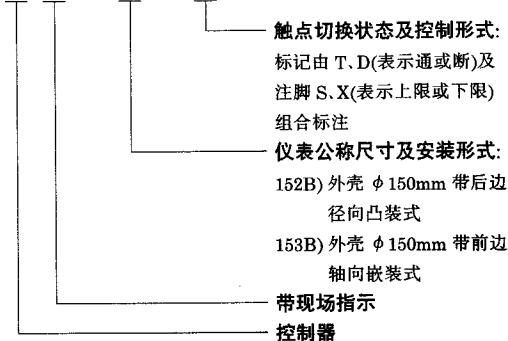 触点切换状态及控制形式:
标记由 T、D(表示通或断)及
注脚 S、X(表示上限或下限)
组合标注
仪表公称尺寸及安装形式:
152B) 外壳 φ150mm 带后边
径向凸装式
153B) 外壳 φ150mm 带前边
轴向嵌装式
带现场指示
控制器